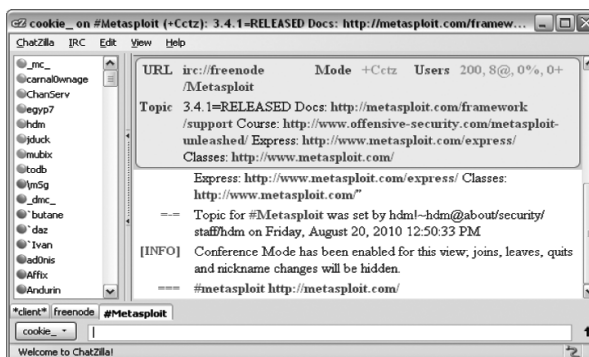 cookie_ on #Metasploit (+Cctz): 3.4.1=RELEASED Docs: http://metasploit.com/framew...
ChatZilla IRC Edit View Help
_mc_
carnal0wnage
ChanServ
egyp7
hdm
jduck
mubix
todb
\m5g
_dmc_
`butane
`daz
`Ivan
ad0nis
Affix
Andurin
URL irc://freenode/Metasploit Mode +Cctz Users 200, 8@, 0%, 0+
Topic 3.4.1=RELEASED Docs: http://metasploit.com/framework
/support Course: http://www.offensive-security.com/metasploit-
unleashed/ Express: http://www.metasploit.com/express/
Classes: http://www.metasploit.com/
Express: http://www.metasploit.com/express/ Classes:
http://www.metasploit.com/"
=-= Topic for #Metasploit was set by hdm!~hdm@about/security/
staff/hdm on Friday, August 20, 2010 12:50:33 PM
[INFO] Conference Mode has been enabled for this view; joins, leaves, quits
and nickname changes will be hidden.
=== #metasploit http://metasploit.com/
*client* freenode #Metasploit
cookie_
Welcome to ChatZilla!